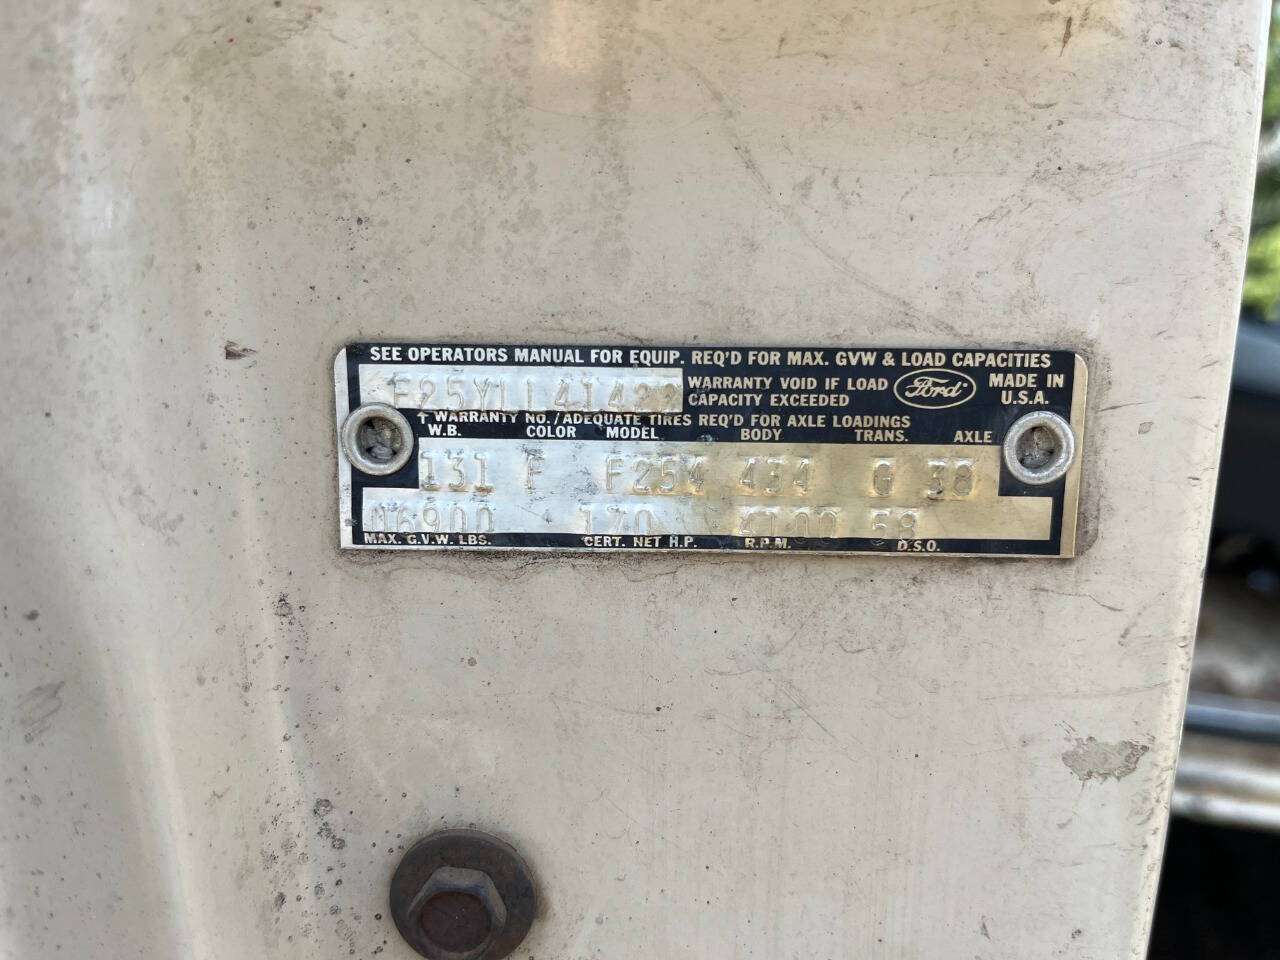 SEE OPERATORS MANUAL FOR EQUIP. REQ'D FOR MAX. GVW & LOAD CAPACITIES
F25YLL41422
WARRANTY VOID IF LOAD
CAPACITY EXCEEDED
Ford
MADE IN
U.S.A.
↑ WARRANTY NO./ADEQUATE TIRES REQ'D FOR AXLE LOADINGS
W.B. COLOR MODEL BODY TRANS. AXLE
131 F F254 434 G 38
06900 170 58
MAX. G.V.W. LBS. CERT. NET H.P. R.P.M. D.S.O.